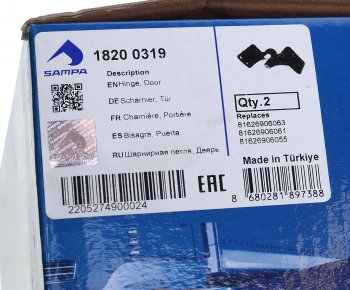 SAMPA
1820 0319
Description
EN Hinge, Door
DE Scharnier, Tür
FR Charnière, Portière
ES Bisagra, Puerta
RU Шарнирная петля, Дверь
Qty.2
Replaces
81626906063
81626906061
81626906055
Made in Türkiye
EAC
2205274900024
8 680281 897388